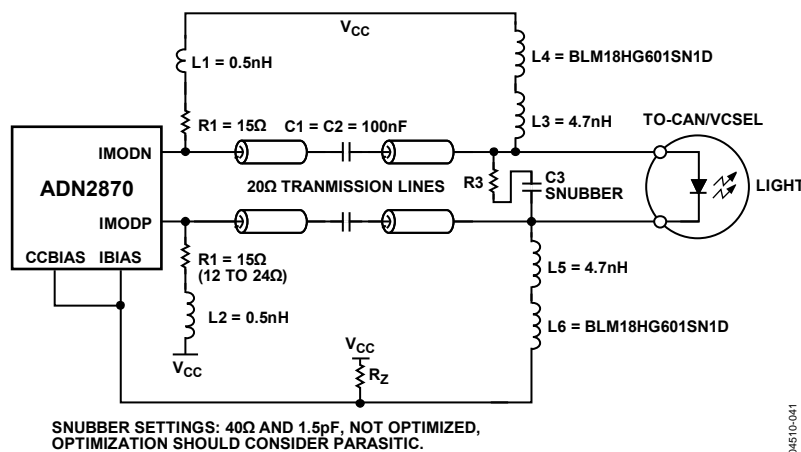 VCC
L1 = 0.5nH
L4 = BLM18HG601SN1D
R1 = 15Ω
C1 = C2 = 100nF
L3 = 4.7nH
TO-CAN/VCSEL
IMODN
ADN2870
20Ω TRANMISSION LINES
R3
C3
SNUBBER
LIGHT
IMODP
CCBIAS
IBIAS
R1 = 15Ω
(12 TO 24Ω)
L5 = 4.7nH
L2 = 0.5nH
L6 = BLM18HG601SN1D
VCC
VCC
RZ
SNUBBER SETTINGS: 40Ω AND 1.5pF, NOT OPTIMIZED,
OPTIMIZATION SHOULD CONSIDER PARASITIC.
04510-041